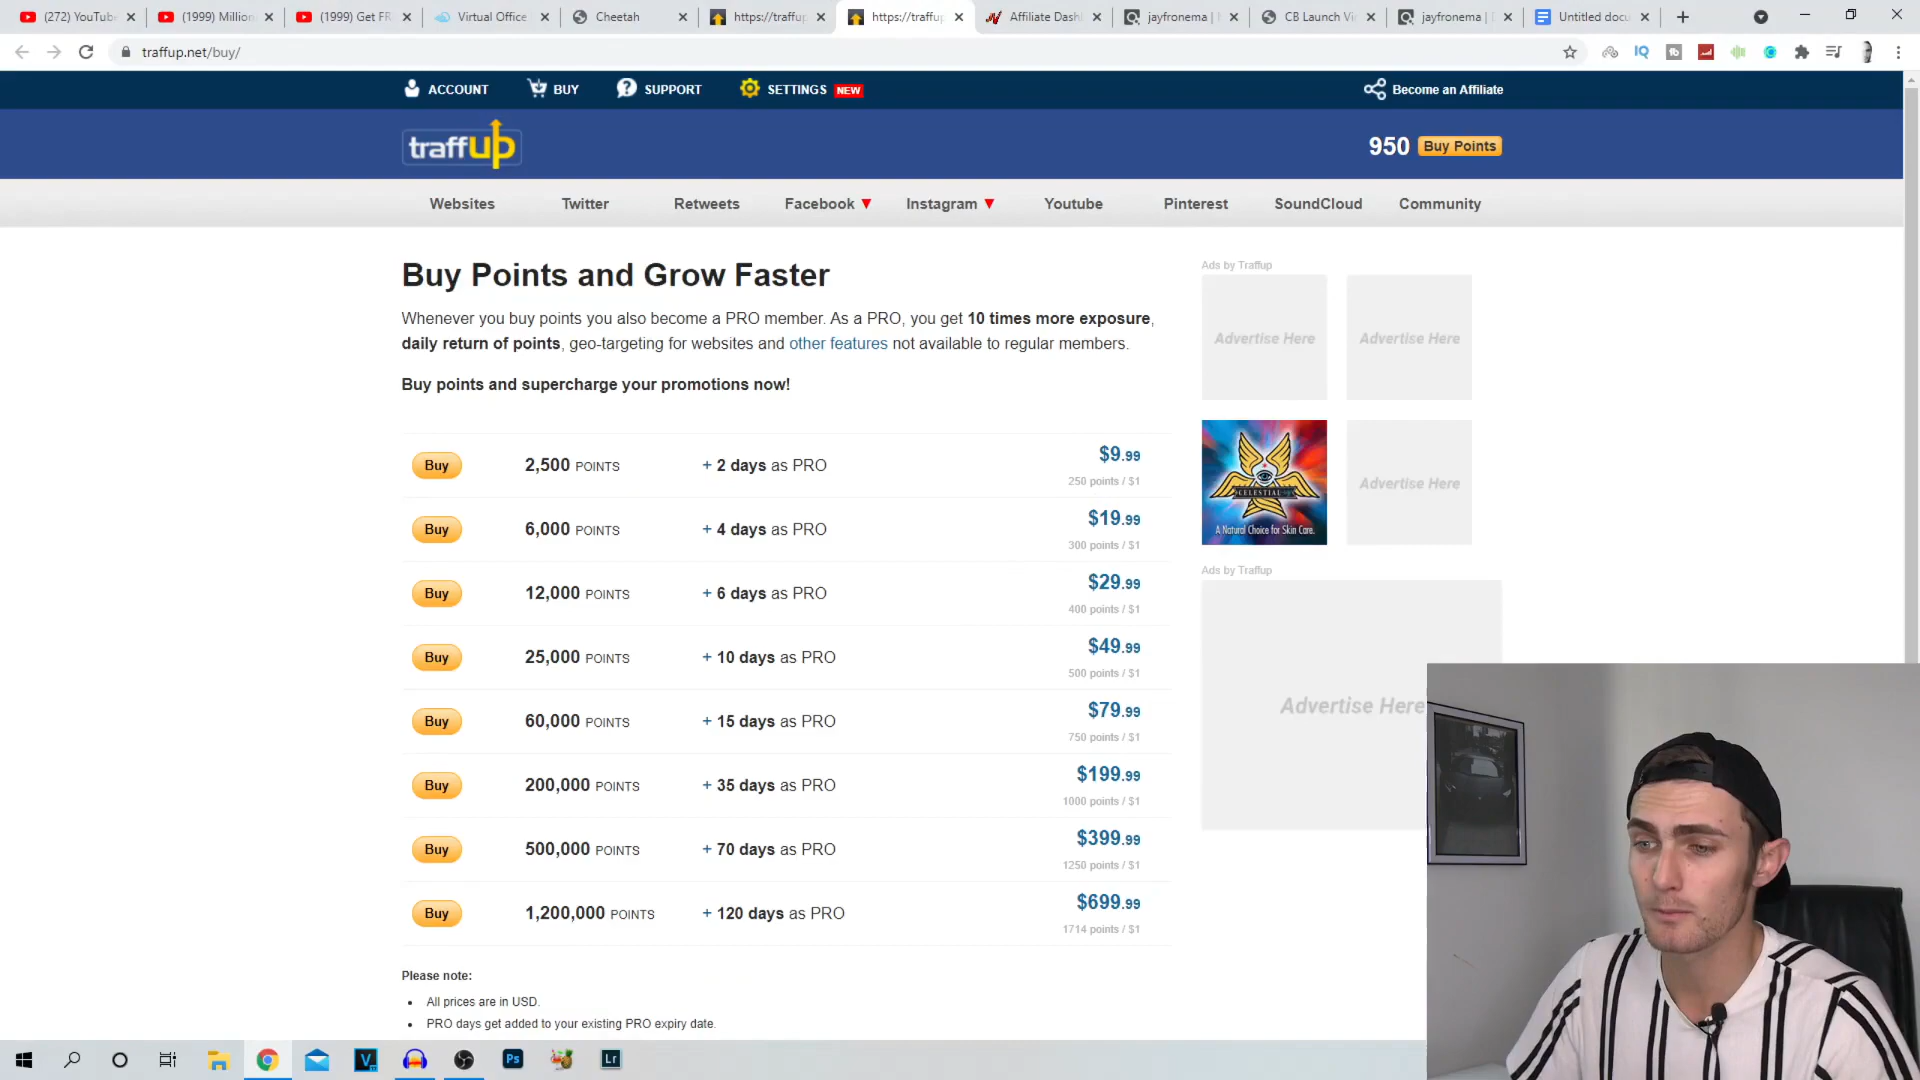 (272) YouTube
(1999) Million
(1999) Get FR
Virtual Office
Cheetah
https://traffup
https://traffup
Affiliate Dash
jayfronema |
CB Launch Vi
jayfronema |
Untitled docu
traffup.net/buy/
ACCOUNT
BUY
SUPPORT
SETTINGS NEW
Become an Affiliate
traffup
950 Buy Points
Websites
Twitter
Retweets
Facebook ▼
Instagram ▼
Youtube
Pinterest
SoundCloud
Community
Buy Points and Grow Faster
Whenever you buy points you also become a PRO member. As a PRO, you get 10 times more exposure,
daily return of points, geo-targeting for websites and other features not available to regular members.
Buy points and supercharge your promotions now!
Buy 2,500 POINTS + 2 days as PRO $9.99
250 points / $1
Buy 6,000 POINTS + 4 days as PRO $19.99
300 points / $1
Buy 12,000 POINTS + 6 days as PRO $29.99
400 points / $1
Buy 25,000 POINTS + 10 days as PRO $49.99
500 points / $1
Buy 60,000 POINTS + 15 days as PRO $79.99
750 points / $1
Buy 200,000 POINTS + 35 days as PRO $199.99
1000 points / $1
Buy 500,000 POINTS + 70 days as PRO $399.99
1250 points / $1
Buy 1,200,000 POINTS + 120 days as PRO $699.99
1714 points / $1
Please note:
• All prices are in USD.
• PRO days get added to your existing PRO expiry date.
Ads by Traffup
Advertise Here
Advertise Here
CELESTIAL
A Natural Choice for Skin Care.
Advertise Here
Ads by Traffup
Advertise Here
Ps
Lr